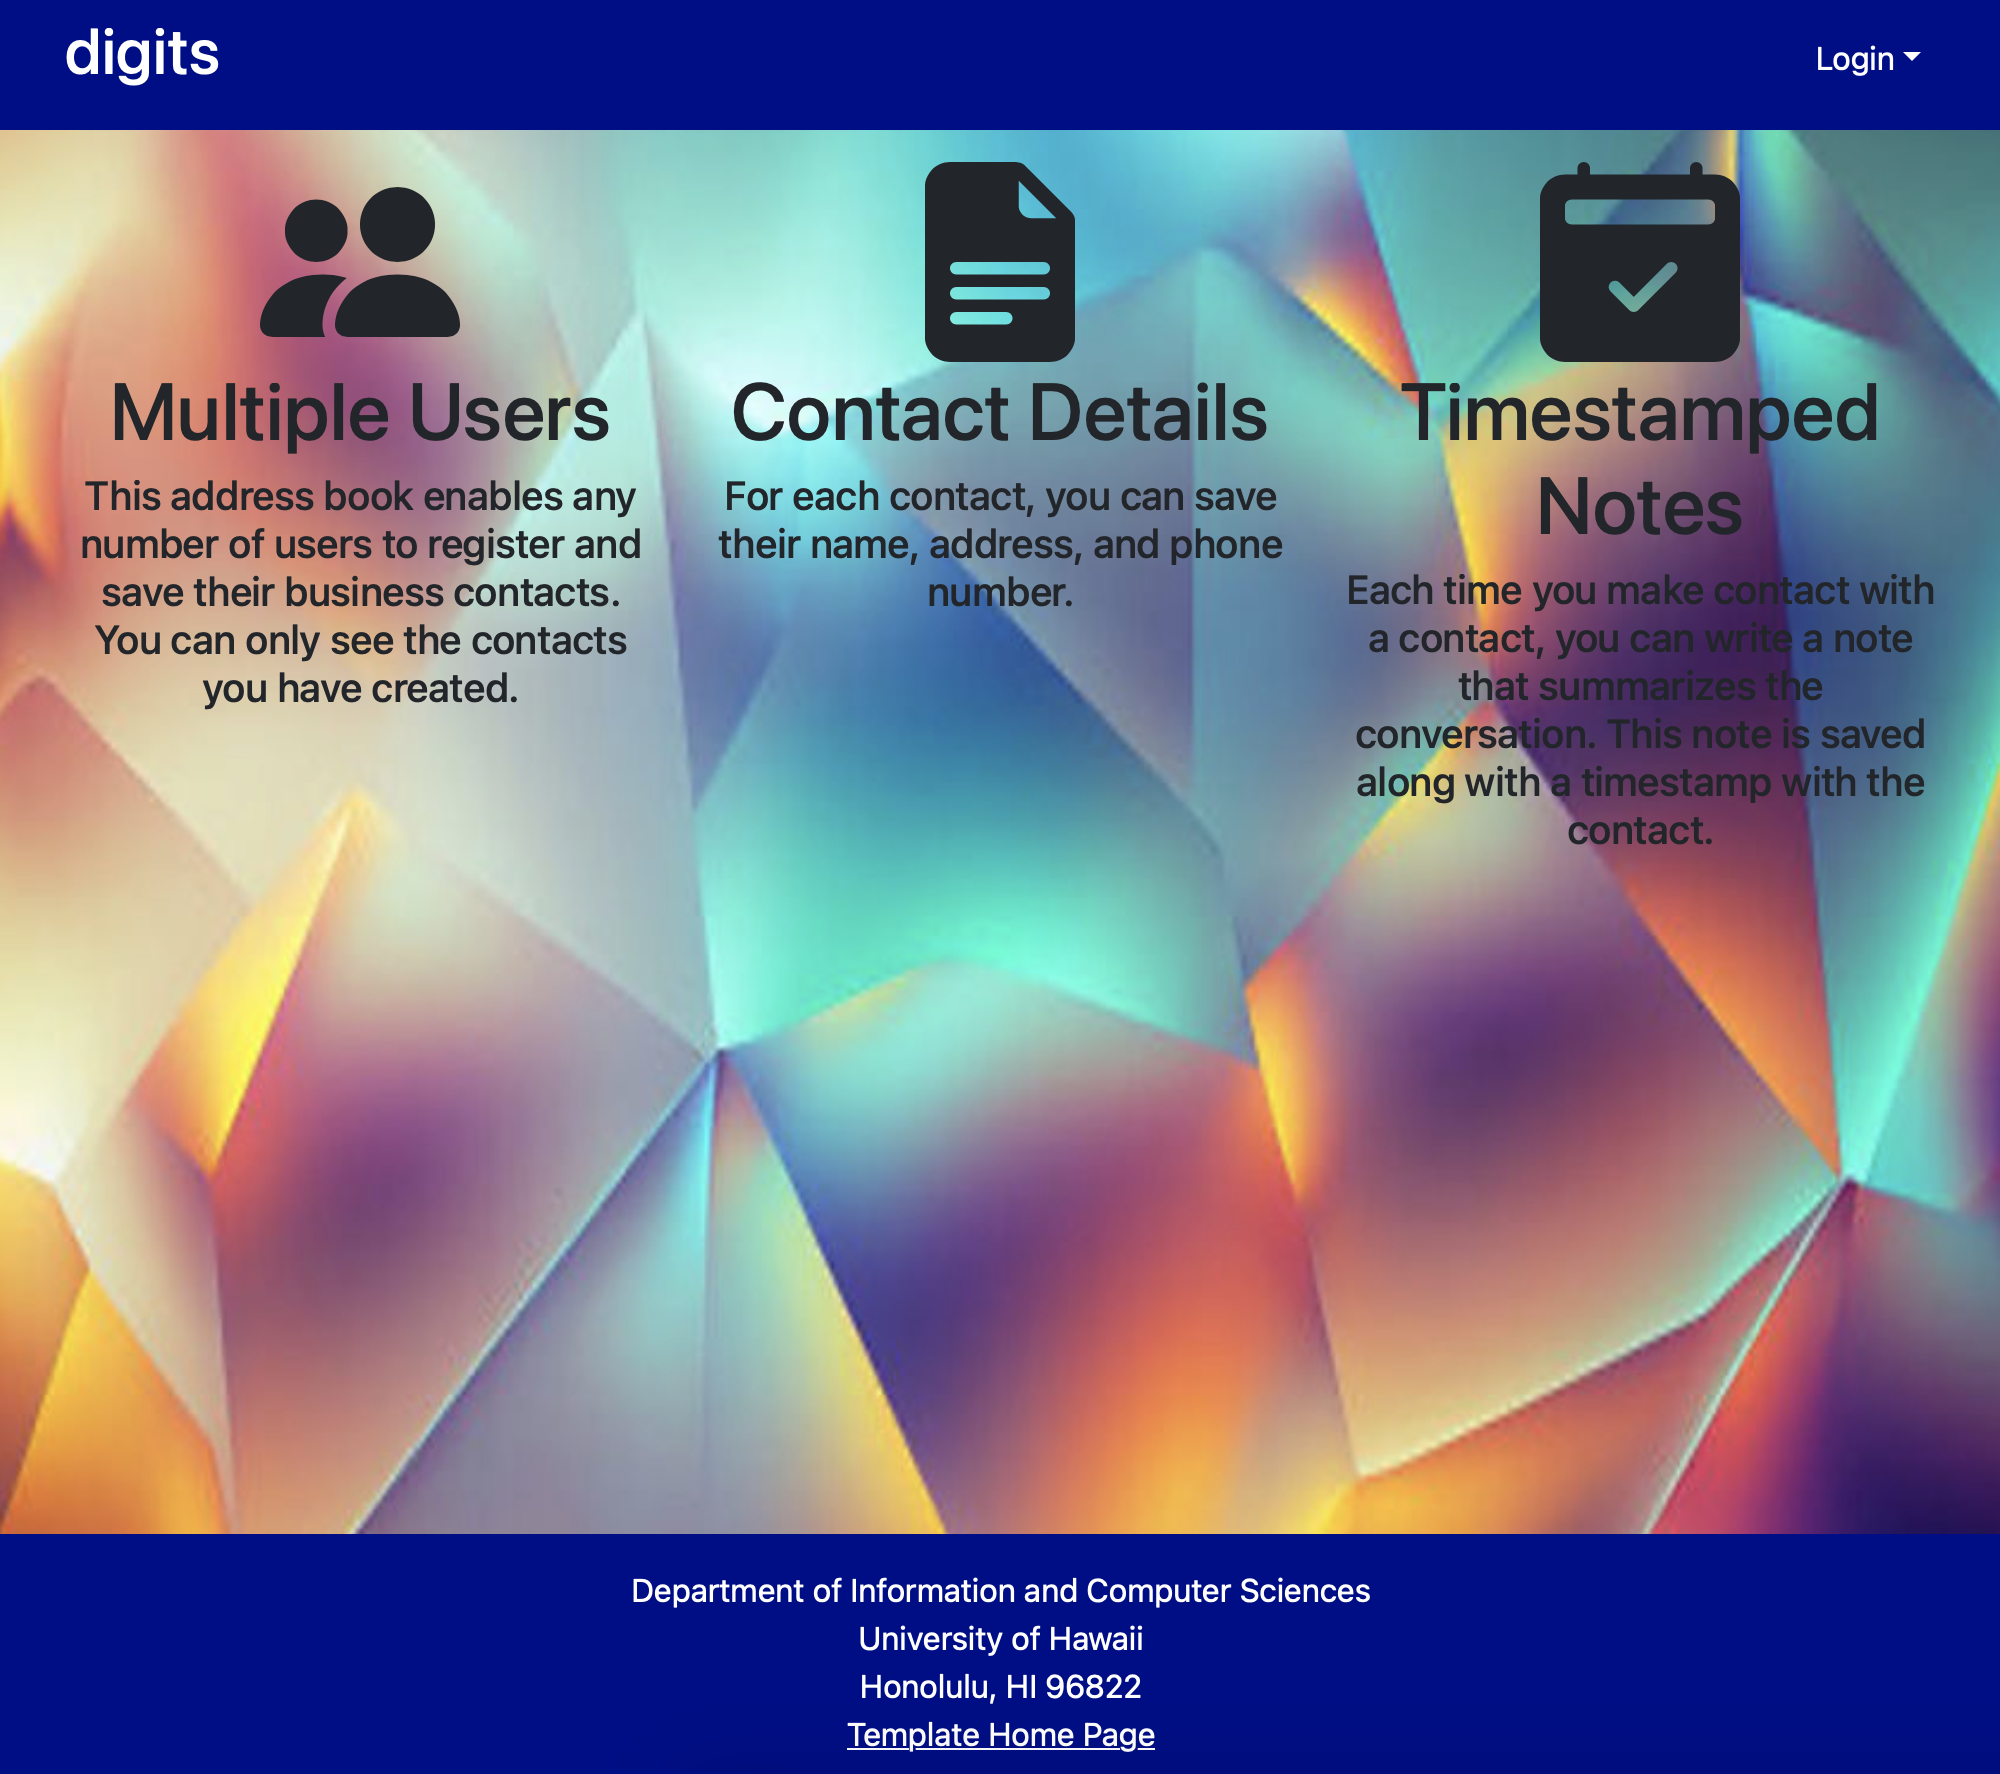 digits
Login
Multiple Users
This address book enables any
number of users to register and
save their business contacts.
You can only see the contacts
you have created.
Contact Details
For each contact, you can save
their name, address, and phone
number.
Timestamped
Notes
Each time you make contact with
a contact, you can write a note
that summarizes the
conversation. This note is saved
along with a timestamp with the
contact.
Department of Information and Computer Sciences
University of Hawaii
Honolulu, HI 96822
Template Home Page